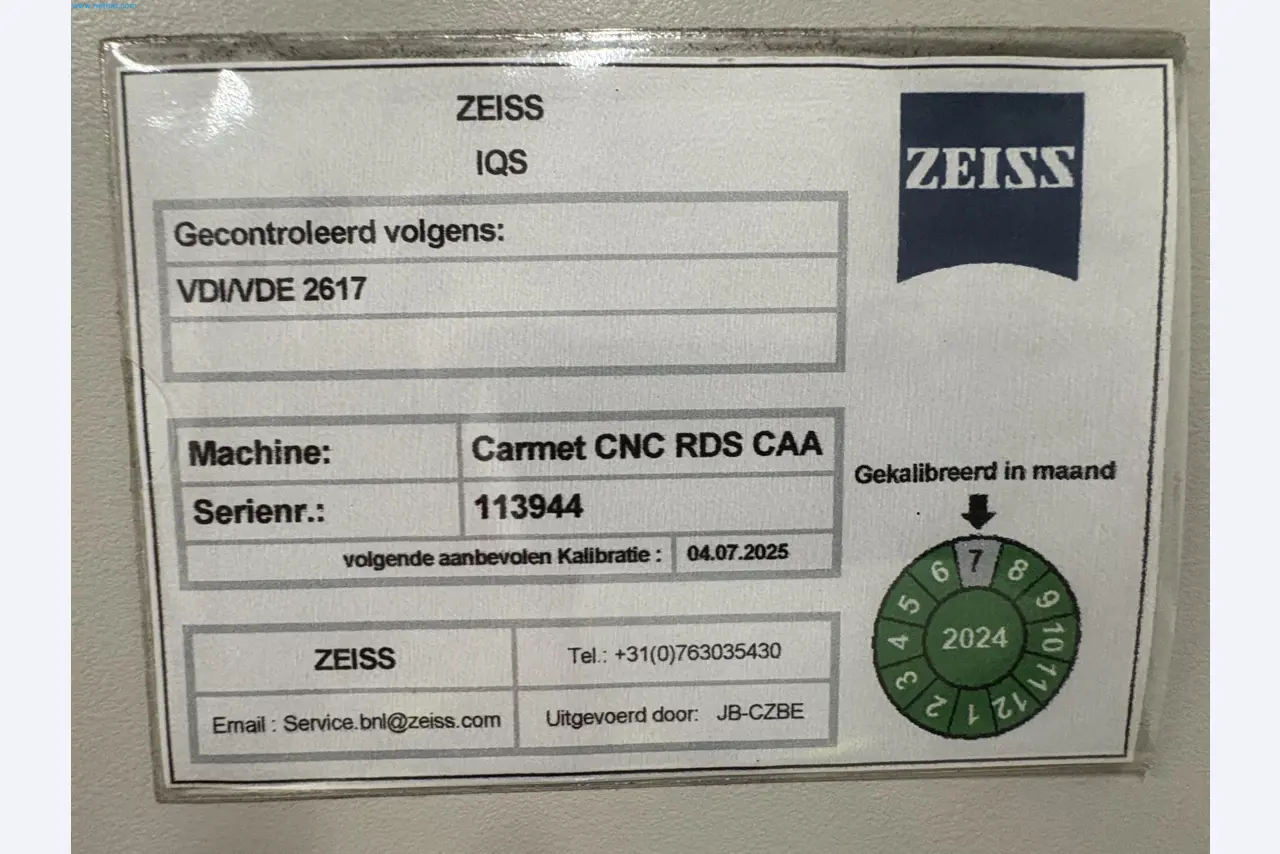 ZEISS
IQS
ZEISS
Gecontroleerd volgens:
VDI/VDE 2617
Machine: Carmet CNC RDS CAA
Serienr.: 113944
volgende aanbevolen Kalibratie : 04.07.2025
Gekalibreerd in maand
7
8
9
10
11
12
1
2
3
4
5
6
2024
ZEISS Tel.: +31(0)763035430
Email : Service.bnl@zeiss.com Uitgevoerd door: JB-CZBE